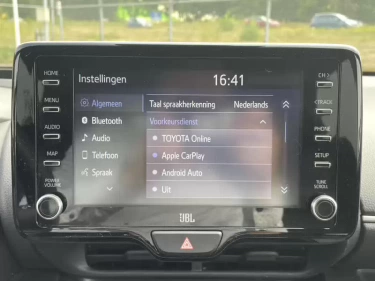 Instellingen 16:41
HOME
MENU
AUDIO
MAP
POWER
VOLUME
Algemeen
Bluetooth
Audio
Telefoon
Spraak
Taal spraakherkenning Nederlands
Voorkeursdienst
TOYOTA Online
Apple CarPlay
Android Auto
Uit
CH >
< TRACK
PHONE
SETUP
TUNE
SCROLL
JBL